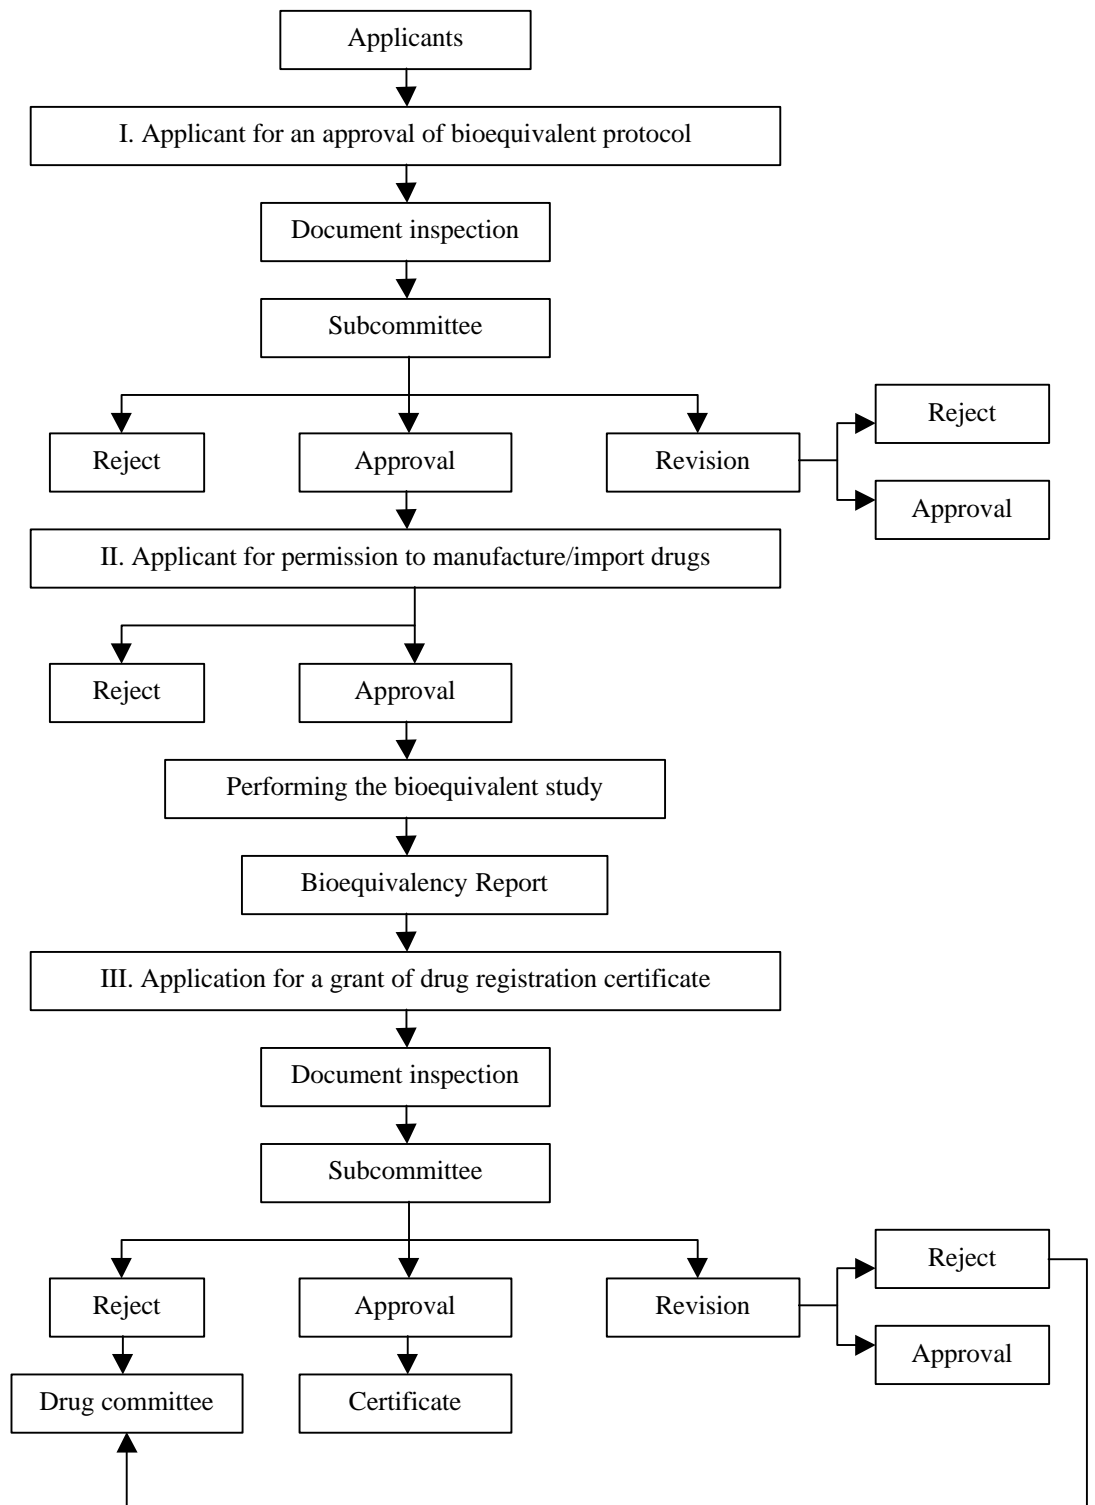 Applicants
I. Applicant for an approval of bioequivalent protocol
Document inspection
Subcommittee
Reject
Approval
Revision
Reject
Approval
II. Applicant for permission to manufacture/import drugs
Reject
Approval
Performing the bioequivalent study
Bioequivalency Report
III. Application for a grant of drug registration certificate
Document inspection
Subcommittee
Reject
Approval
Revision
Reject
Approval
Drug committee
Certificate